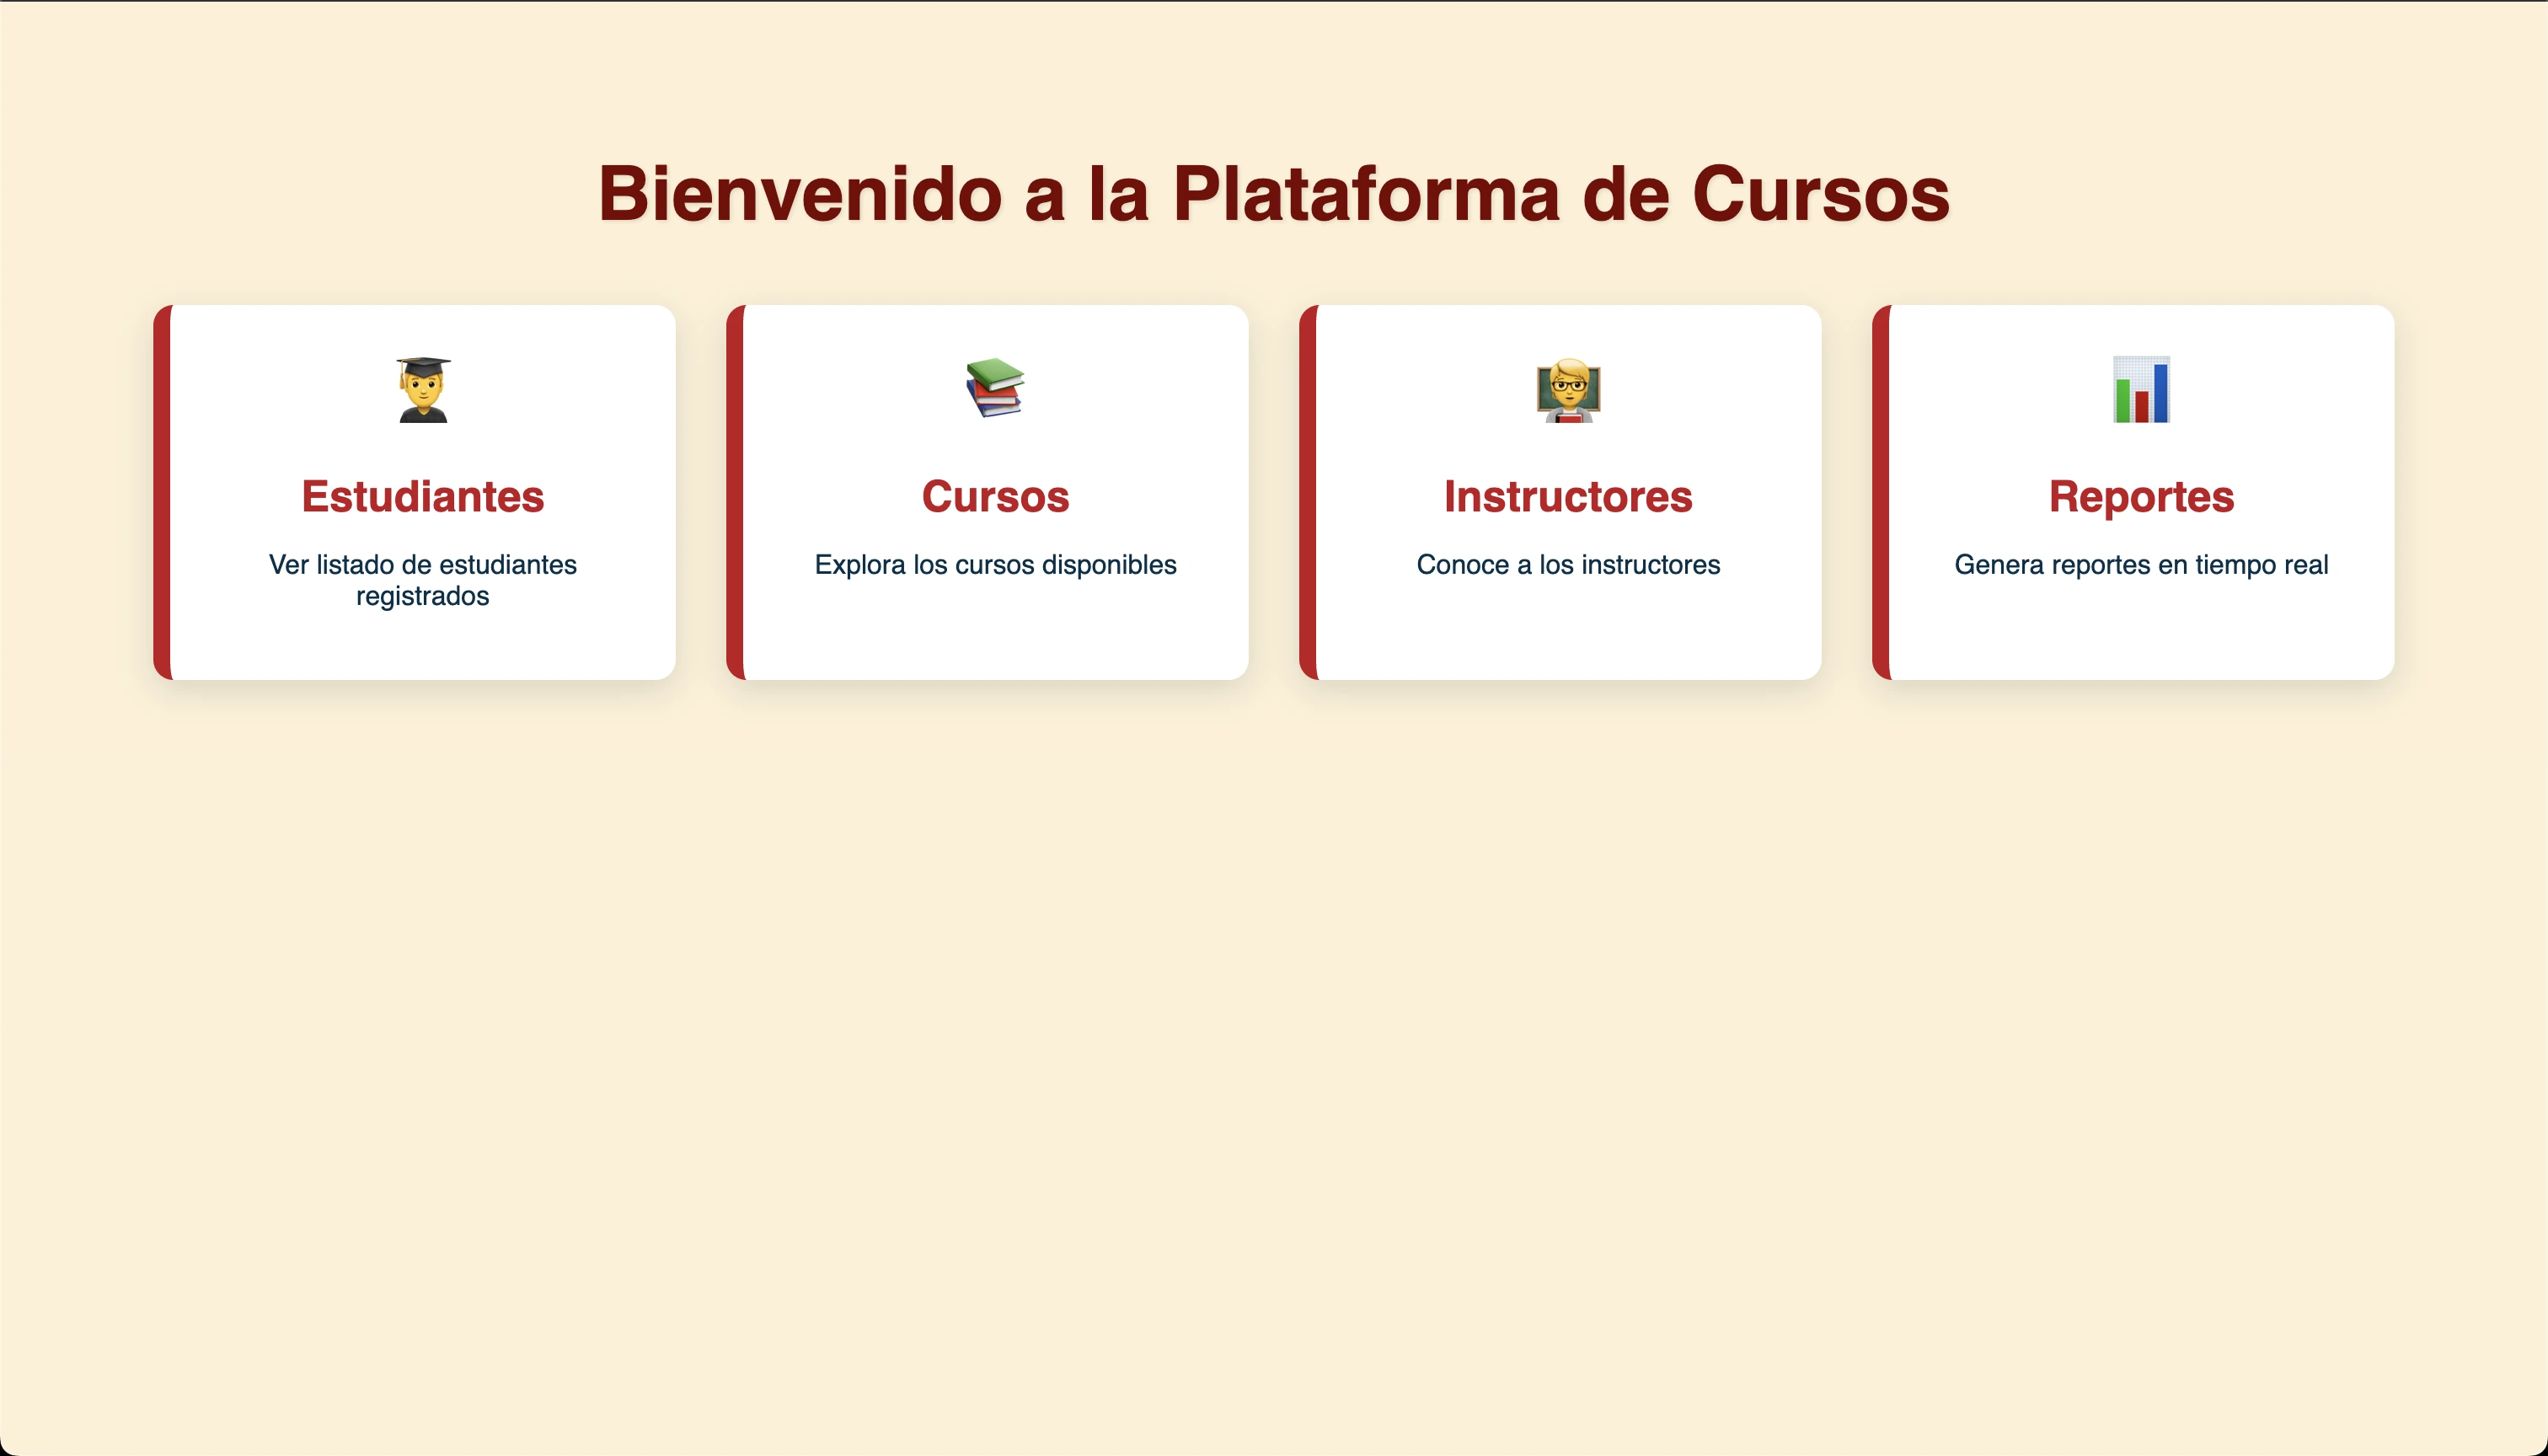 Bienvenido a la Plataforma de Cursos
Estudiantes
Ver listado de estudiantes
registrados
Cursos
Explora los cursos disponibles
Instructores
Conoce a los instructores
Reportes
Genera reportes en tiempo real